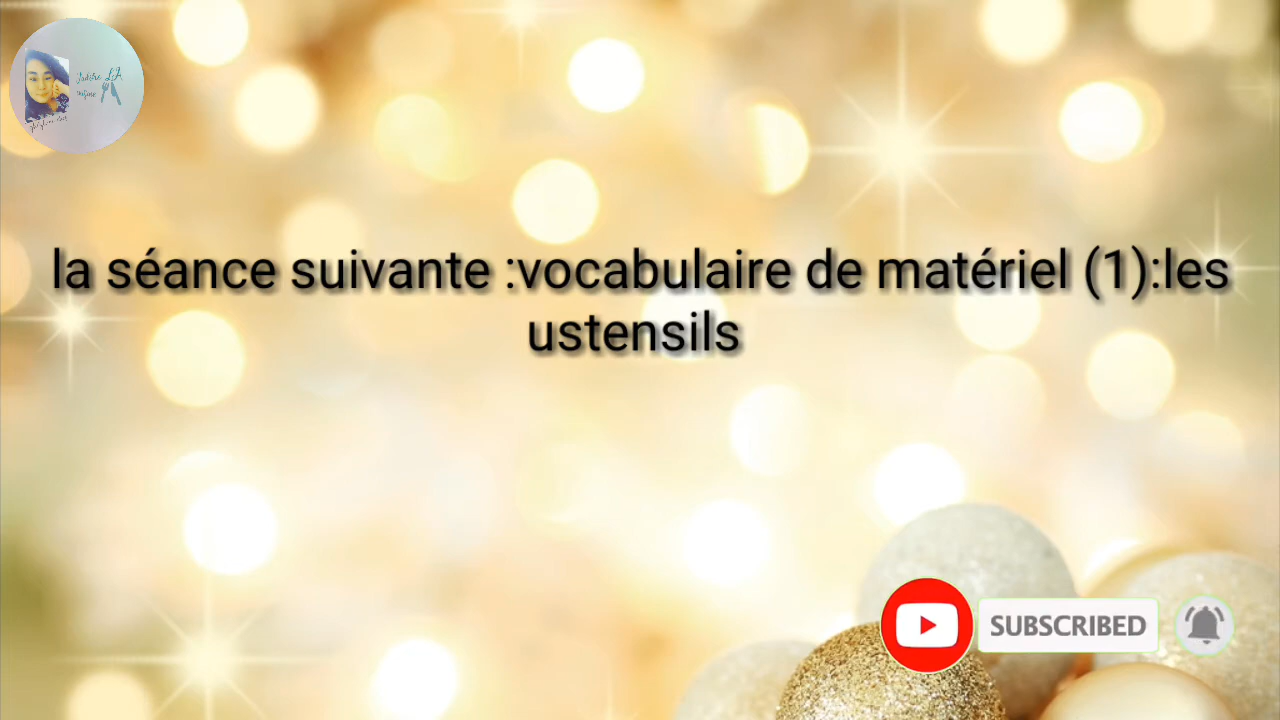 la séance suivante :vocabulaire de matériel (1):les
ustensils
SUBSCRIBED